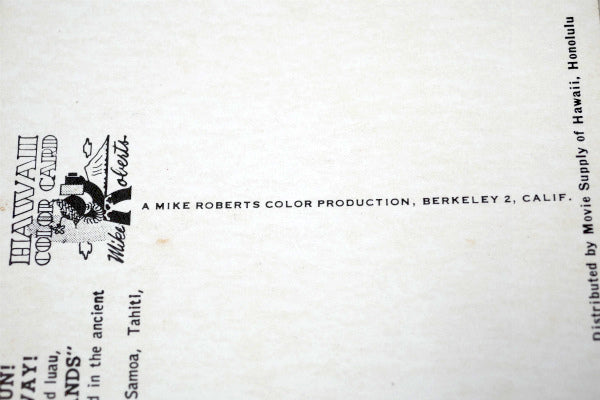 HAWAII
COLOR CARD
Mike Roberts
UN!
WAY!
d luau,
NDS"
d in the ancient
Samoa, Tahiti,
A MIKE ROBERTS COLOR PRODUCTION, BERKELEY 2, CALIF.
Distributed by Movie Supply of Hawaii, Honolulu